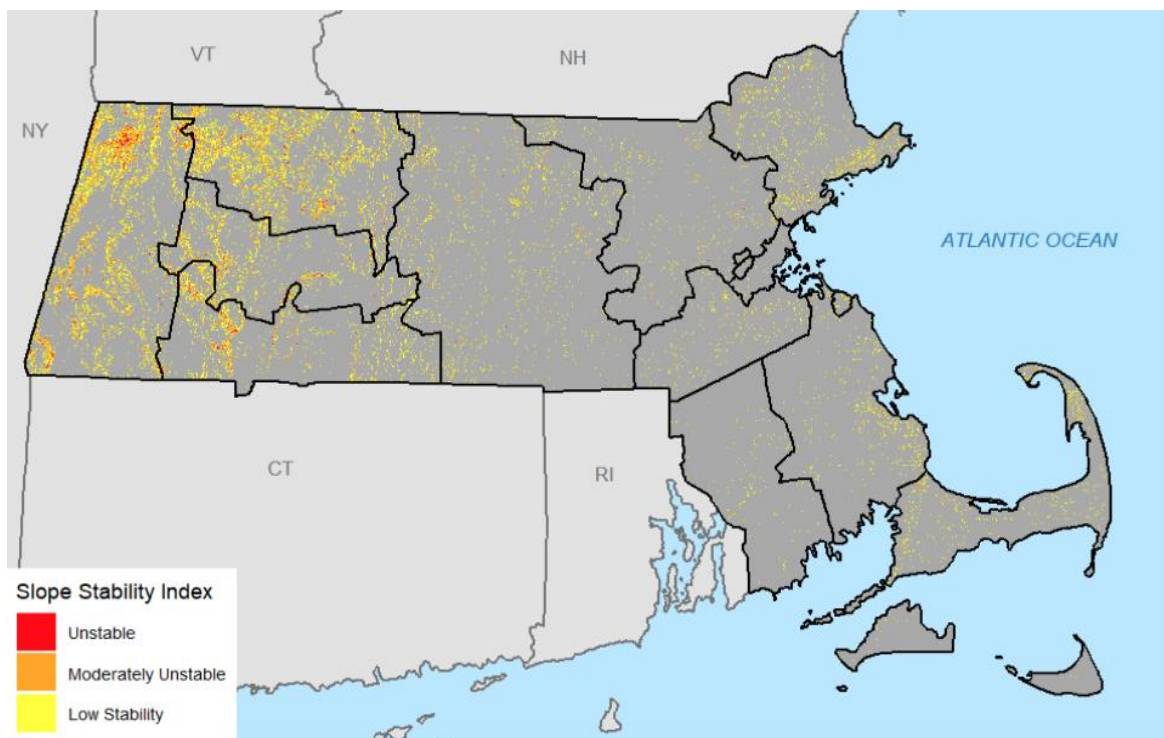 VT
NH
NY
ATLANTIC OCEAN
CT
RI
Slope Stability Index
Unstable
Moderately Unstable
Low Stability